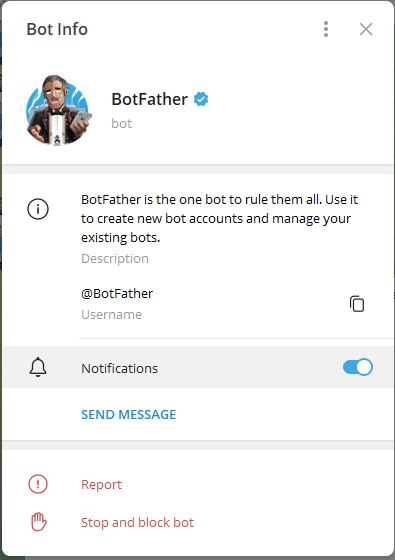 Bot Info
BotFather
bot
BotFather is the one bot to rule them all. Use it
to create new bot accounts and manage your
existing bots.
Description
@BotFather
Username
Notifications
SEND MESSAGE
Report
Stop and block bot